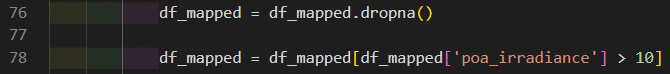 76 df_mapped = df_mapped.dropna()
77
78 df_mapped = df_mapped[df_mapped['poa_irradiance'] > 10]